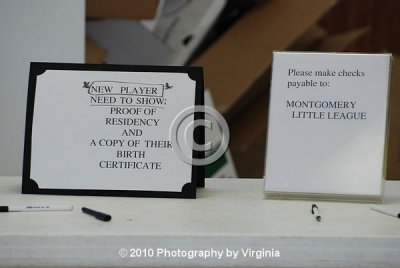 NEW PLAYER
NEED TO SHOW:
PROOF OF
RESIDENCY
AND
A COPY OF THEIR
BIRTH
CERTIFICATE
Please make checks
payable to:
MONTGOMERY
LITTLE LEAGUE
© 2010 Photography by Virginia